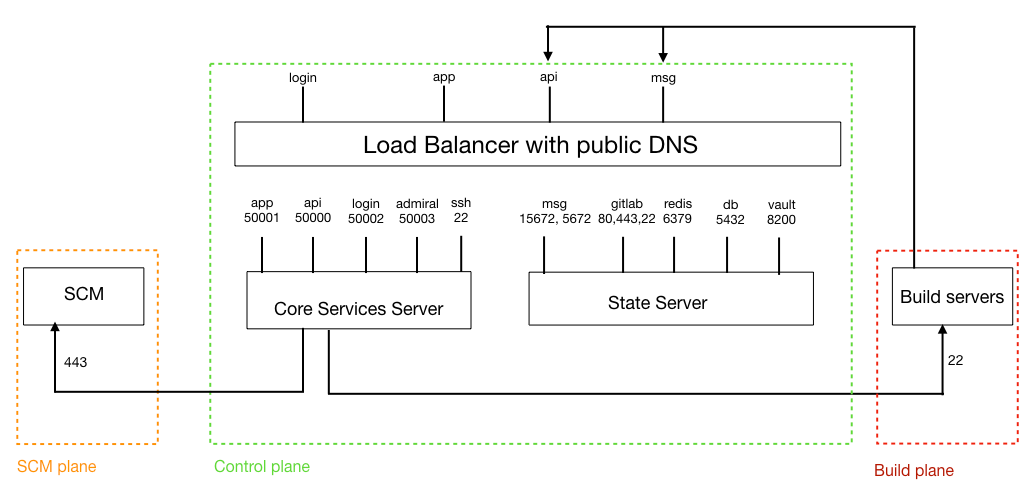 login
app
api
msg
Load Balancer with public DNS
app
50001
api
50000
login
50002
admiral
50003
ssh
22
msg
15672, 5672
gitlab
80,443,22
redis
6379
db
5432
vault
8200
SCM
Core Services Server
State Server
Build servers
443
22
SCM plane
Control plane
Build plane